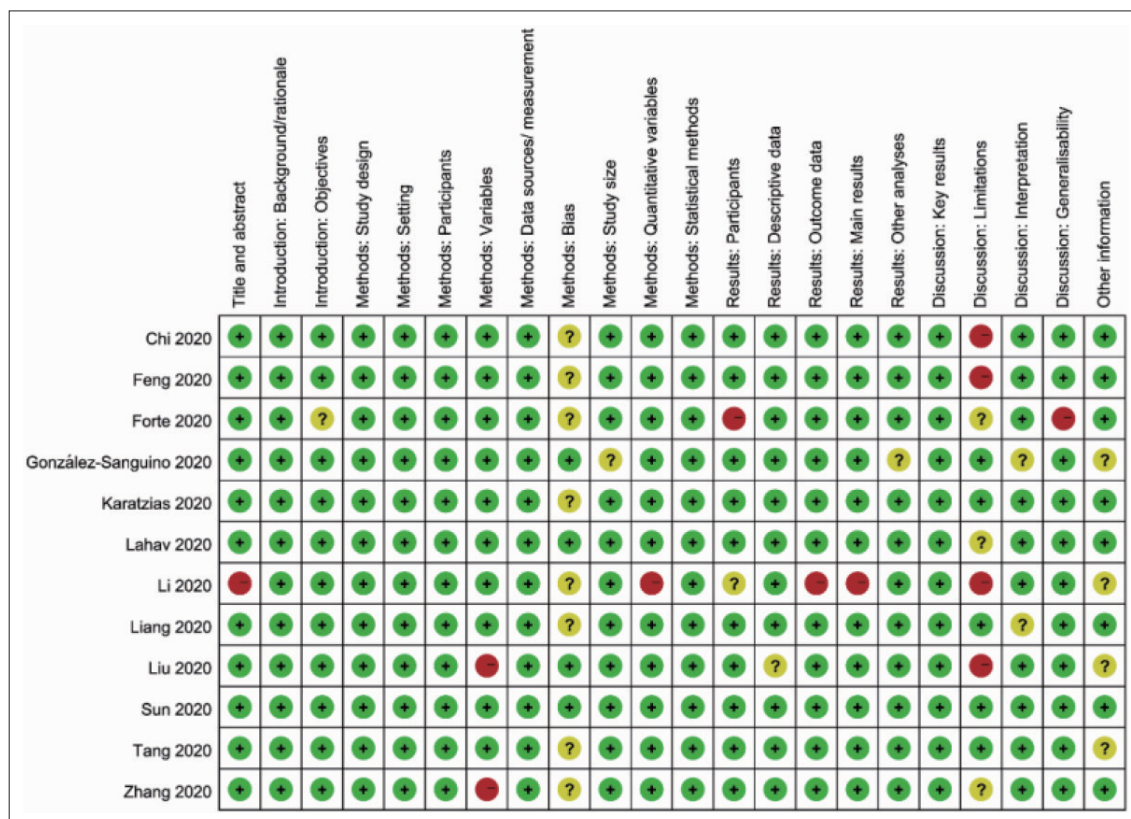 Title and abstract
Introduction: Background/rationale
Introduction: Objectives
Methods: Study design
Methods: Setting
Methods: Participants
Methods: Variables
Methods: Data sources/ measurement
Methods: Bias
Methods: Study size
Methods: Quantitative variables
Methods: Statistical methods
Results: Participants
Results: Descriptive data
Results: Outcome data
Results: Main results
Results: Other analyses
Discussion: Key results
Discussion: Limitations
Discussion: Interpretation
Discussion: Generalisability
Other information
Chi 2020 + + + + + + + + ? + + + + + + + + + - + + +
Feng 2020 + + + + + + + + ? + + + + + + + + + - + + +
Forte 2020 + + ? + + + + + ? + + + - + + + + + ? + - +
González-Sanguino 2020 + + + + + + + + + ? + + + + + + ? + + ? + ?
Karatzias 2020 + + + + + + + + ? + + + + + + + + + + + + +
Lahav 2020 + + + + + + + + + + + + + + + + + + ? + + +
Li 2020 - + + + + + + + ? + - + ? + - - + + - + + ?
Liang 2020 + + + + + + + + ? + + + + + + + + + + ? + +
Liu 2020 + + + + + + - + + + + + + ? + + + + - + + ?
Sun 2020 + + + + + + + + + + + + + + + + + + + + + +
Tang 2020 + + + + + + + + ? + + + + + + + + + + + + ?
Zhang 2020 + + + + + + - + ? + + + + + + + + + ? + + +